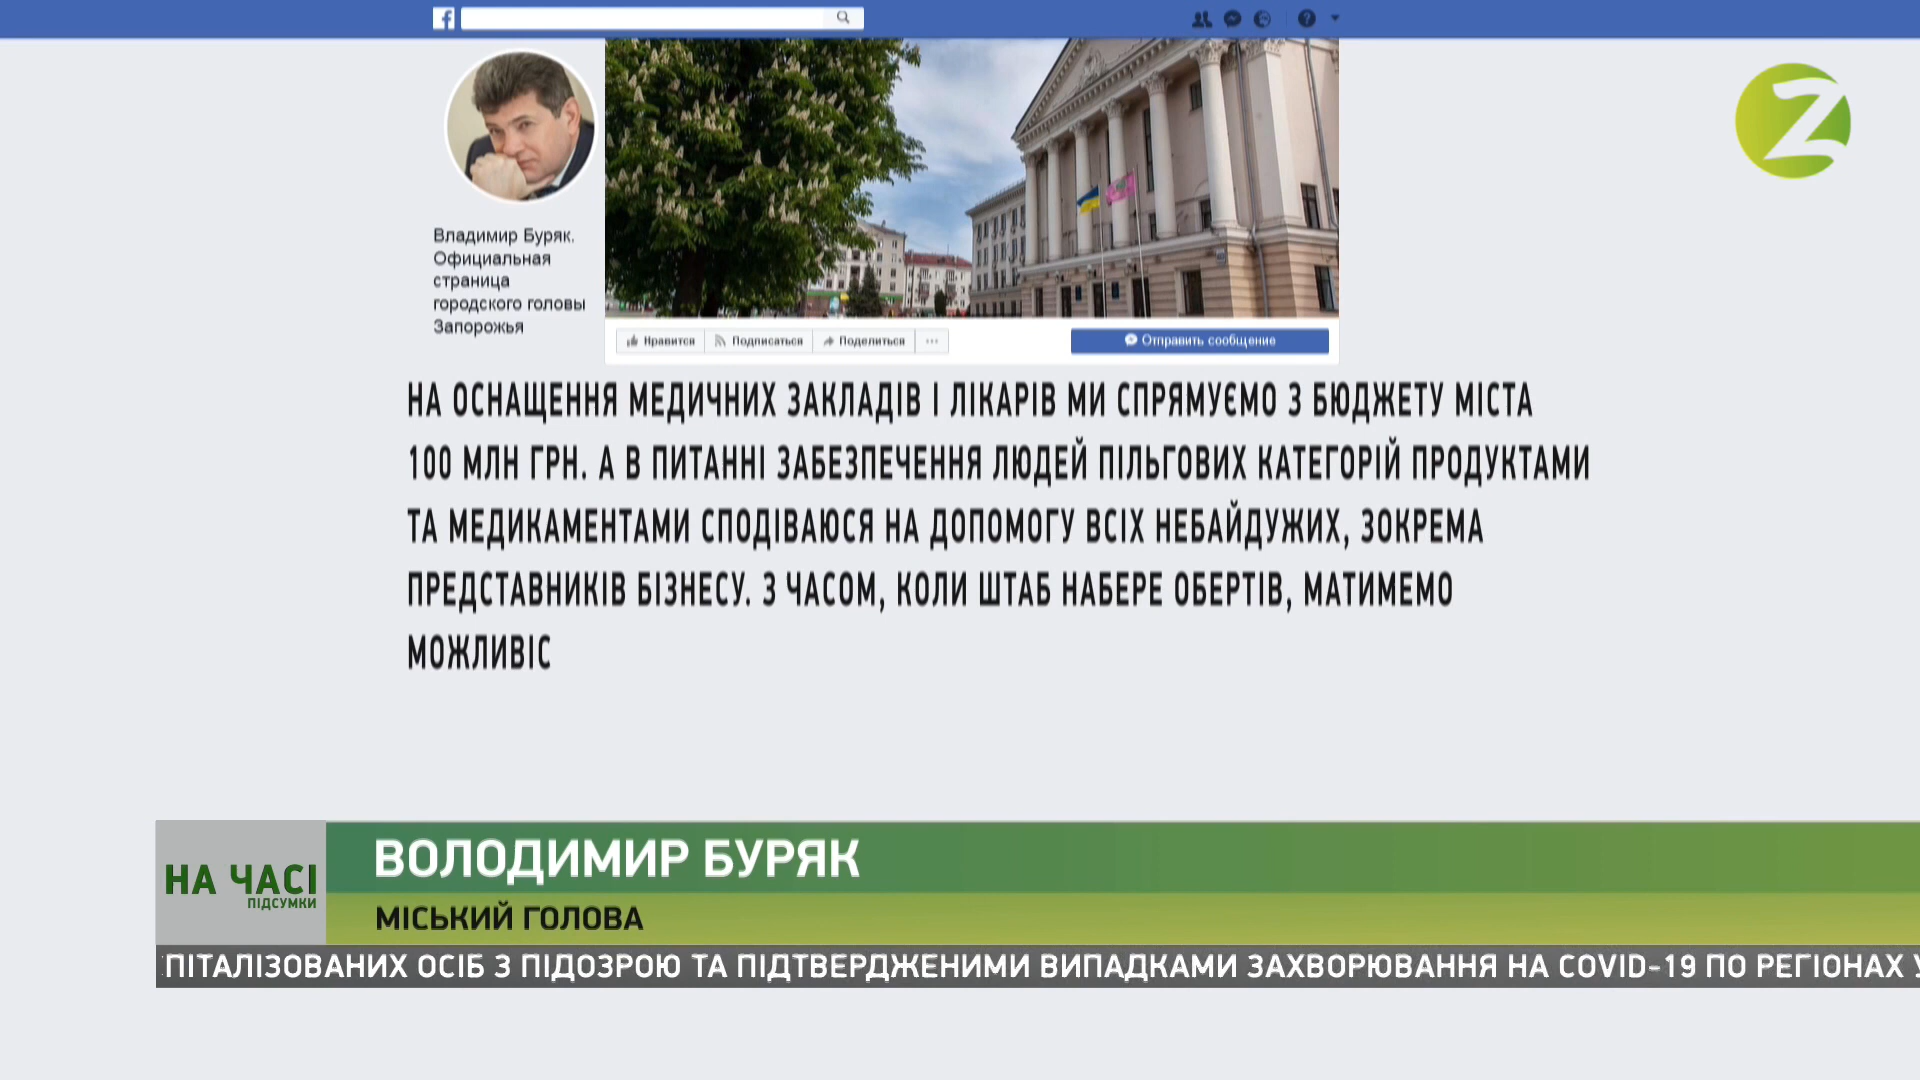 Владимир Буряк.
Официальная
страница
городского головы
Запорожья
Нравится
Подписаться
Поделиться
Отправить сообщение
НА ОСНАЩЕННЯ МЕДИЧНИХ ЗАКЛАДІВ І ЛІКАРІВ МИ СПРЯМУЄМО З БЮДЖЕТУ МІСТА
100 МЛН ГРН. А В ПИТАННІ ЗАБЕЗПЕЧЕННЯ ЛЮДЕЙ ПІЛЬГОВИХ КАТЕГОРІЙ ПРОДУКТАМИ
ТА МЕДИКАМЕНТАМИ СПОДІВАЮСЯ НА ДОПОМОГУ ВСІХ НЕБАЙДУЖИХ, ЗОКРЕМА
ПРЕДСТАВНИКІВ БІЗНЕСУ. З ЧАСОМ, КОЛИ ШТАБ НАБЕРЕ ОБЕРТІВ, МАТИМЕМО
МОЖЛИВІС
НА ЧАСІ
ПІДСУМКИ
ВОЛОДИМИР БУРЯК
МІСЬКИЙ ГОЛОВА
ПІТАЛІЗОВАНИХ ОСІБ З ПІДОЗРОЮ ТА ПІДТВЕРДЖЕНИМИ ВИПАДКАМИ ЗАХВОРЮВАННЯ НА COVID-19 ПО РЕГІОНАХ У